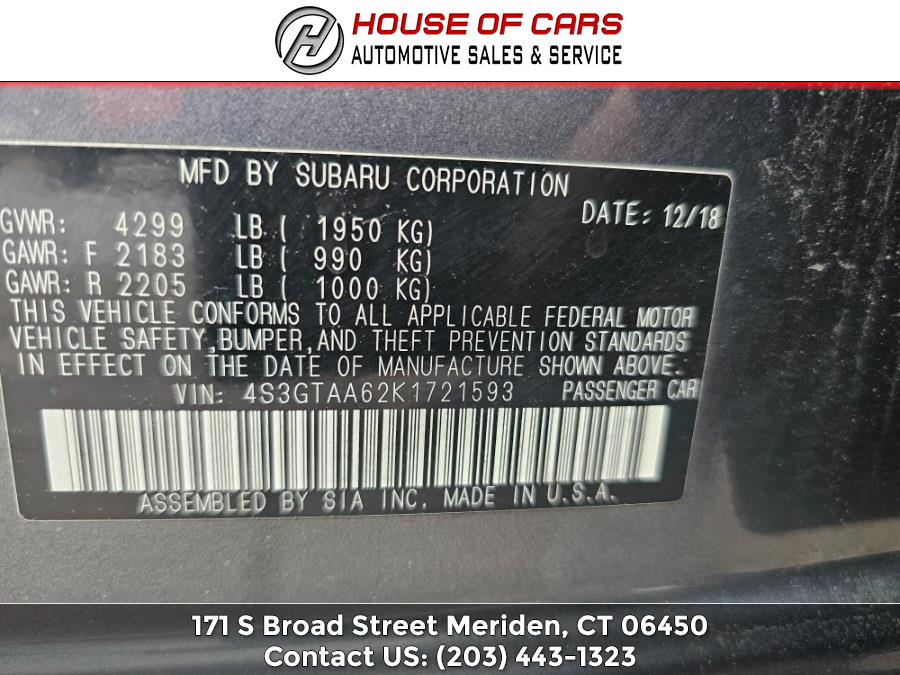 HOUSE OF CARS
AUTOMOTIVE SALES & SERVICE
MFD BY SUBARU CORPORATION
DATE: 12/18
GVWR: 4299 LB ( 1950 KG)
GAWR: F 2183 LB ( 990 KG)
GAWR: R 2205 LB ( 1000 KG)
THIS VEHICLE CONFORMS TO ALL APPLICABLE FEDERAL MOTOR
VEHICLE SAFETY,BUMPER,AND THEFT PREVENTION STANDARDS
IN EFFECT ON THE DATE OF MANUFACTURE SHOWN ABOVE.
VIN: 4S3GTAA62K1721593 PASSENGER CAR
ASSEMBLED BY SIA INC. MADE IN U.S.A.
171 S Broad Street Meriden, CT 06450
Contact US: (203) 443-1323